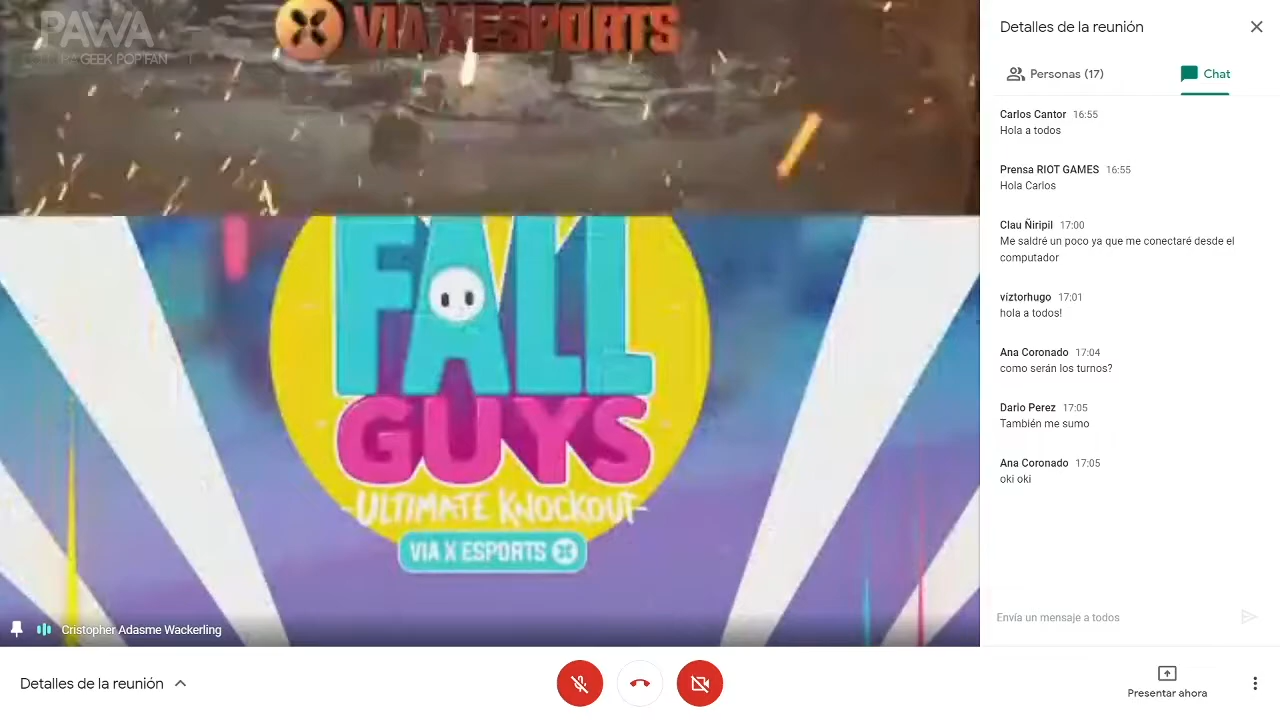 PAWA
GEEK POP FAN
VIA X ESPORTS
FALL
GUYS
ULTIMATE KNOCKOUT
VIA X ESPORTS
Cristopher Adasme Wackerling
Detalles de la reunión
Personas (17)
Chat
Carlos Cantor 16:55
Hola a todos
Prensa RIOT GAMES 16:55
Hola Carlos
Clau Ñiripil 17:00
Me saldré un poco ya que me conectaré desde el
computador
víztorhugo 17:01
hola a todos!
Ana Coronado 17:04
como serán los turnos?
Dario Perez 17:05
También me sumo
Ana Coronado 17:05
oki oki
Envía un mensaje a todos
Detalles de la reunión
Presentar ahora